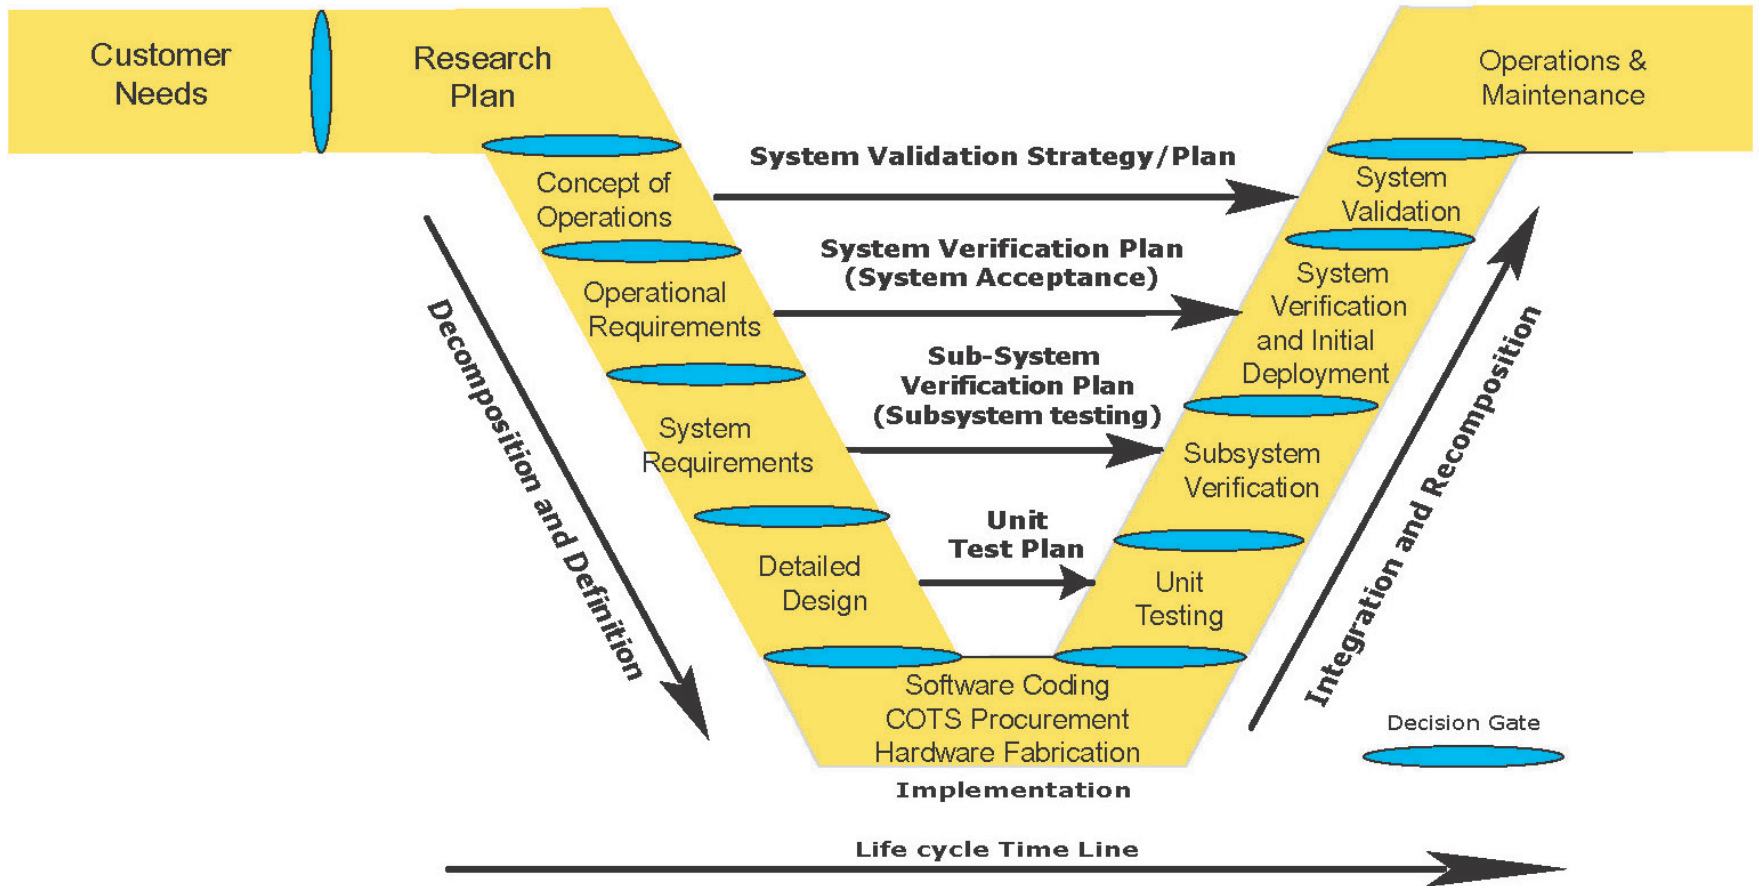 Customer
Needs
Research
Plan
Operations &
Maintenance
System Validation Strategy/Plan
Concept of
Operations
System
Validation
System Verification Plan
(System Acceptance)
Operational
Requirements
System
Verification
and Initial
Deployment
Sub-System
Verification Plan
(Subsystem testing)
System
Requirements
Subsystem
Verification
Unit
Test Plan
Detailed
Design
Unit
Testing
Decomposition and Definition
Integration and Recomposition
Software Coding
COTS Procurement
Hardware Fabrication
Implementation
Decision Gate
Life cycle Time Line